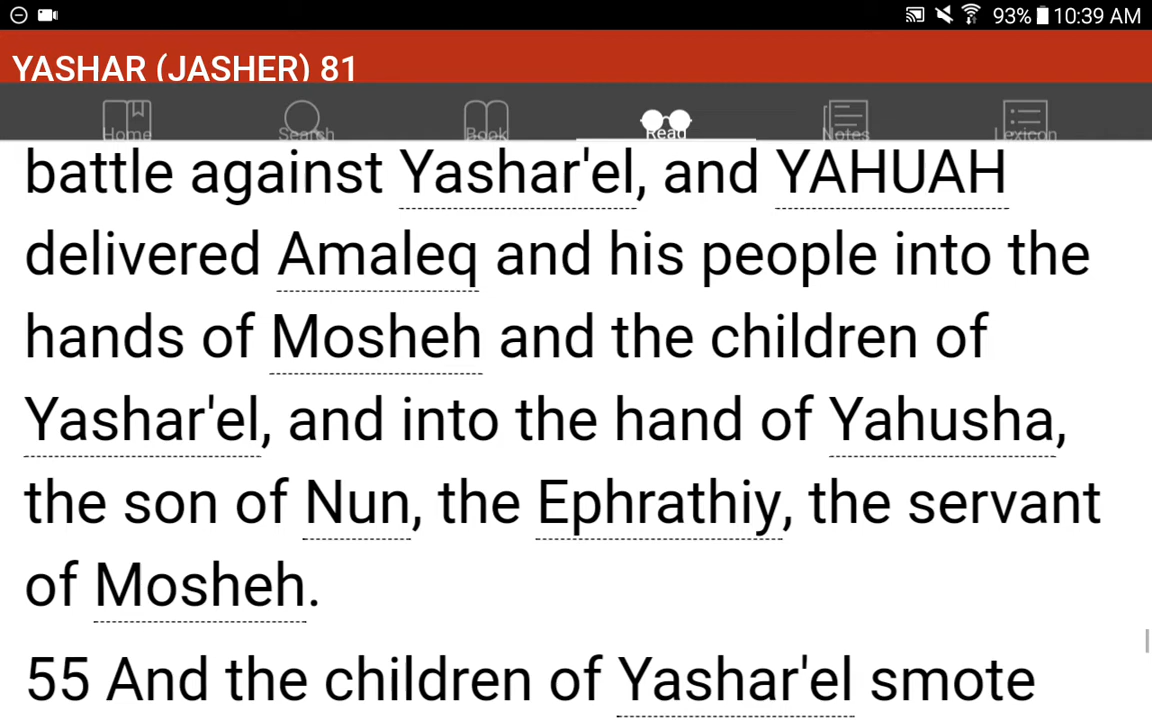 93% 10:39 AM
YASHAR (JASHER) 81
Home Search Book Read Notes Lexicon
battle against Yashar'el, and YAHUAH
delivered Amaleq and his people into the
hands of Mosheh and the children of
Yashar'el, and into the hand of Yahusha,
the son of Nun, the Ephrathiy, the servant
of Mosheh.
55 And the children of Yashar'el smote